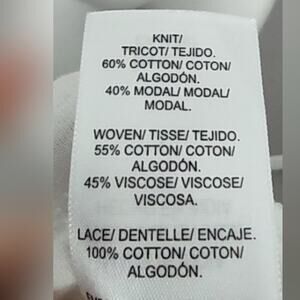 KNIT/
TRICOT/ TEJIDO.
60% COTTON/ COTON/
ALGODÓN.
40% MODAL/ MODAL/
MODAL.
WOVEN/ TISSE/ TEJIDO.
55% COTTON/ COTON/
ALGODÓN.
45% VISCOSE/ VISCOSE/
VISCOSA.
LACE/ DENTELLE/ ENCAJE.
100% COTTON/ COTON/
ALGODÓN.